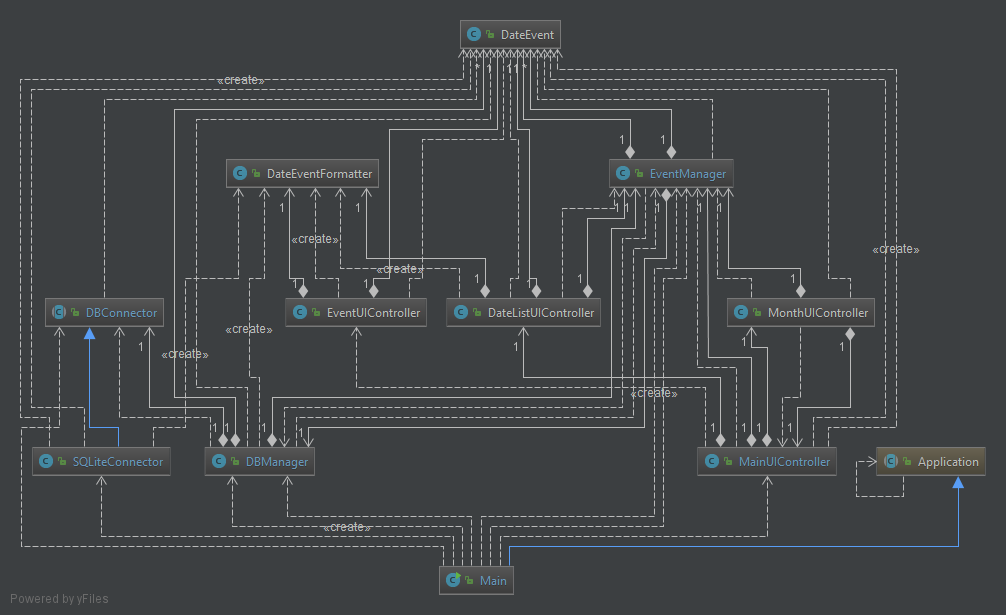 DateEvent
«create»
1
1
1
1
1
DateEventFormatter
EventManager
1
1
1
1
1
1
«create»
«create»
«create»
1
1
1
1
1
DBConnector
EventUIController
DateListUIController
MonthUIController
«create»
«create»
1
1
1
1
«create»
1
1
1
1
1
1
1
1
SQLiteConnector
DBManager
MainUIController
Application
«create»
Main
Powered by yFiles